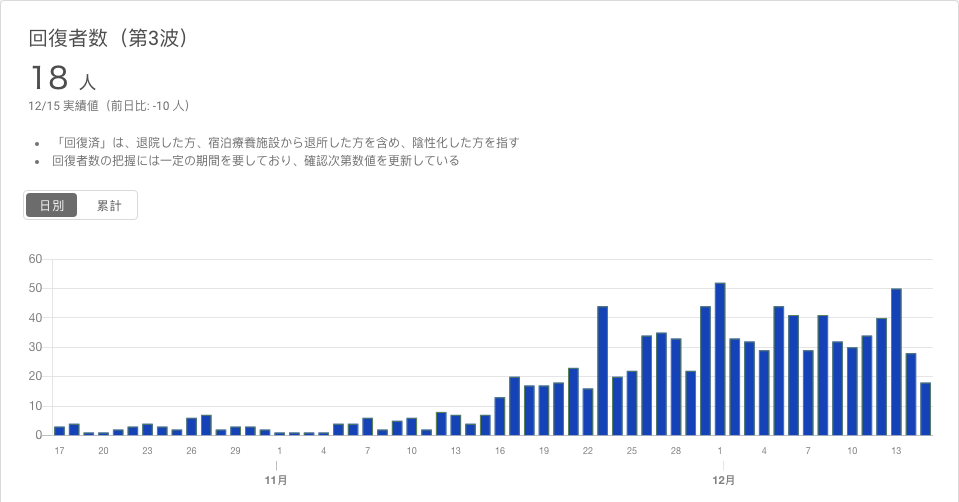 回復者数（第3波）
18 人
12/15 実績値（前日比: -10 人）
• 「回復済」は、退院した方、宿泊療養施設から退所した方を含め、陰性化した方を指す
• 回復者数の把握には一定の期間を要しており、確認次第数値を更新している
日別 累計
60
50
40
30
20
10
0
17 20 23 26 29 1 4 7 10 13 16 19 22 25 28 1 4 7 10 13
11月 12月